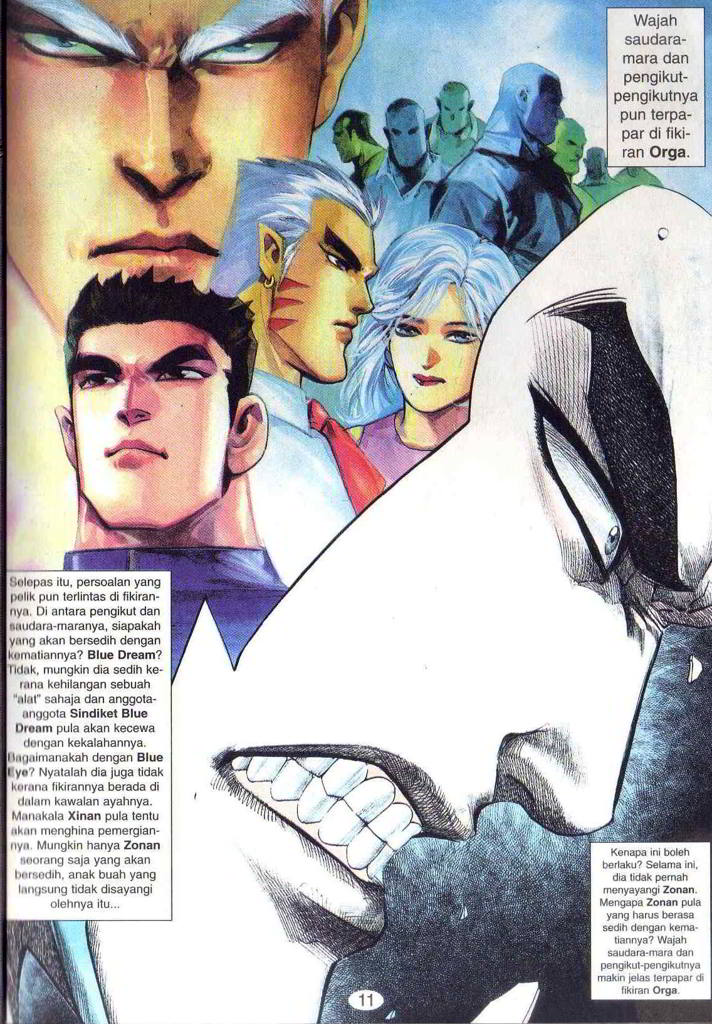 Wajah
saudara-
mara dan
pengikut-
pengikutnya
pun terpa-
par di fiki-
ran Orga.
Selepas itu, persoalan yang
pelik pun terlintas di fikiran-
nya. Di antara pengikut dan
saudara-maranya, siapakah
yang akan bersedih dengan
kematiannya? Blue Dream?
Tidak, mungkin dia sedih ke-
rana kehilangan sebuah
"alat" sahaja dan anggota-
anggota Sindiket Blue
Dream pula akan kecewa
dengan kekalahannya.
Bagaimanakah dengan Blue
Eye? Nyatalah dia juga tidak
kerana fikirannya berada di
dalam kawalan ayahnya.
Manakala Xinan pula tentu
akan menghina pemergian-
nya. Mungkin hanya Zonan
seorang saja yang akan
bersedih, anak buah yang
langsung tidak disayangi
olehnya itu...
Kenapa ini boleh
berlaku? Selama ini,
dia tidak pernah
menyayangi Zonan.
Mengapa Zonan pula
yang harus berasa
sedih dengan kema-
tiannya? Wajah
saudara-mara dan
pengikut-pengikutnya
makin jelas terpapar di
fikiran Orga.
11